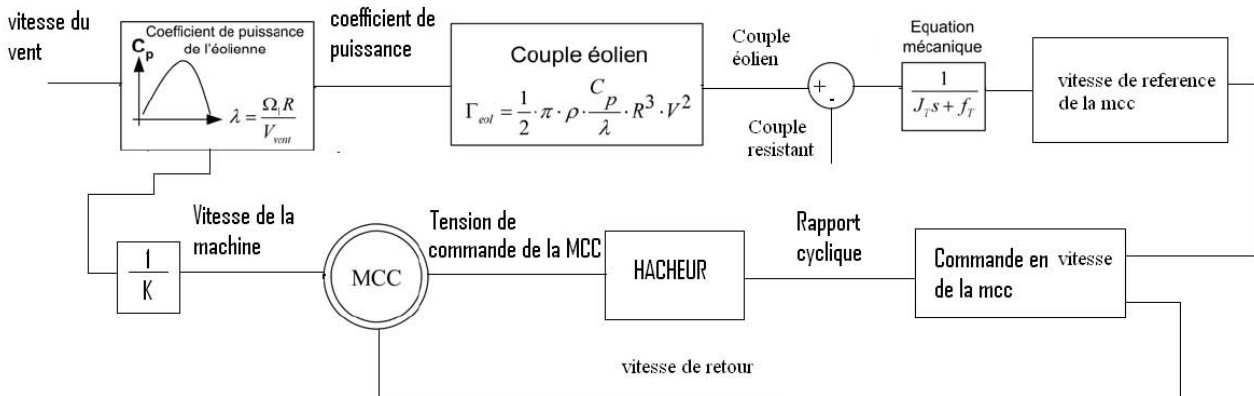 vitesse du
vent
Coefficient de puissance
de l'éolienne
Cp
λ = Ω₁R / V_vent
coefficient de
puissance
Couple éolien
Γ_eol = 1/2 · π · ρ · C_p/λ · R³ · V²
Couple
éolien
+
-
Couple
resistant
Equation
mécanique
1 / (J_T s + f_T)
vitesse de reference
de la mcc
1
K
Vitesse de la
machine
MCC
Tension de
commande de la MCC
HACHEUR
Rapport
cyclique
Commande en vitesse
de la mcc
vitesse de retour